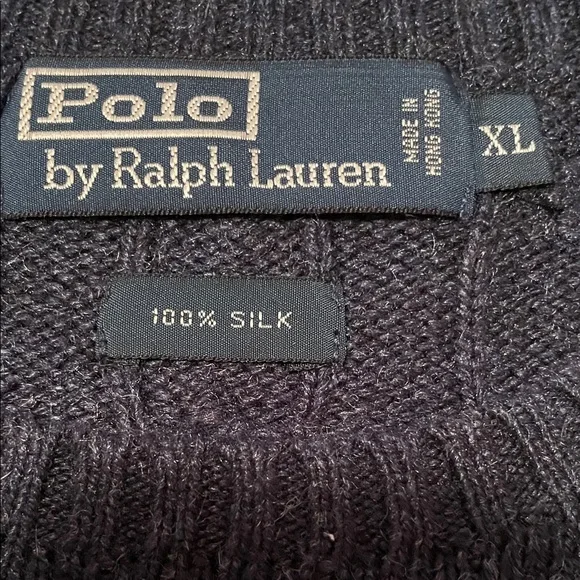 Polo
by Ralph Lauren
MADE IN
HONG KONG
XL
100% SILK